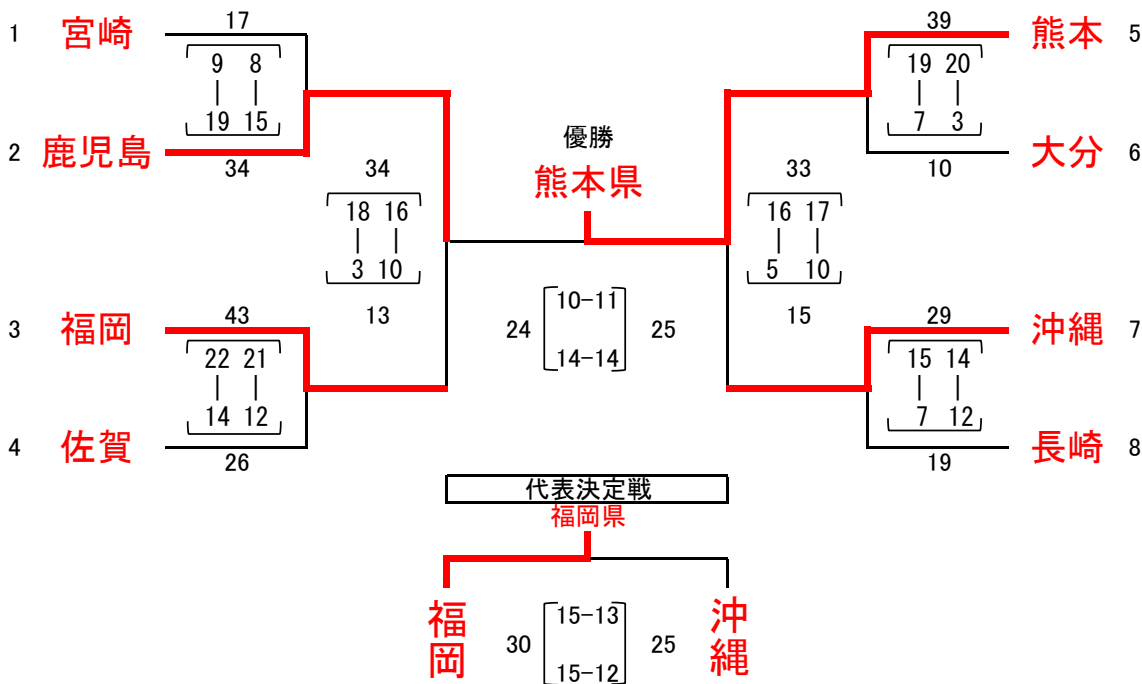 1 宮崎 17
9 8
19 15
2 鹿児島 34
34
18 16
3 10
13
3 福岡 43
22 21
14 12
4 佐賀 26
優勝
熊本県
24 10-11 25
14-14
39 熊本 5
19 20
7 3
10 大分 6
33
16 17
5 10
15
29 沖縄 7
15 14
7 12
19 長崎 8
代表決定戦
福岡県
福岡 30 15-13 25 沖縄
15-12